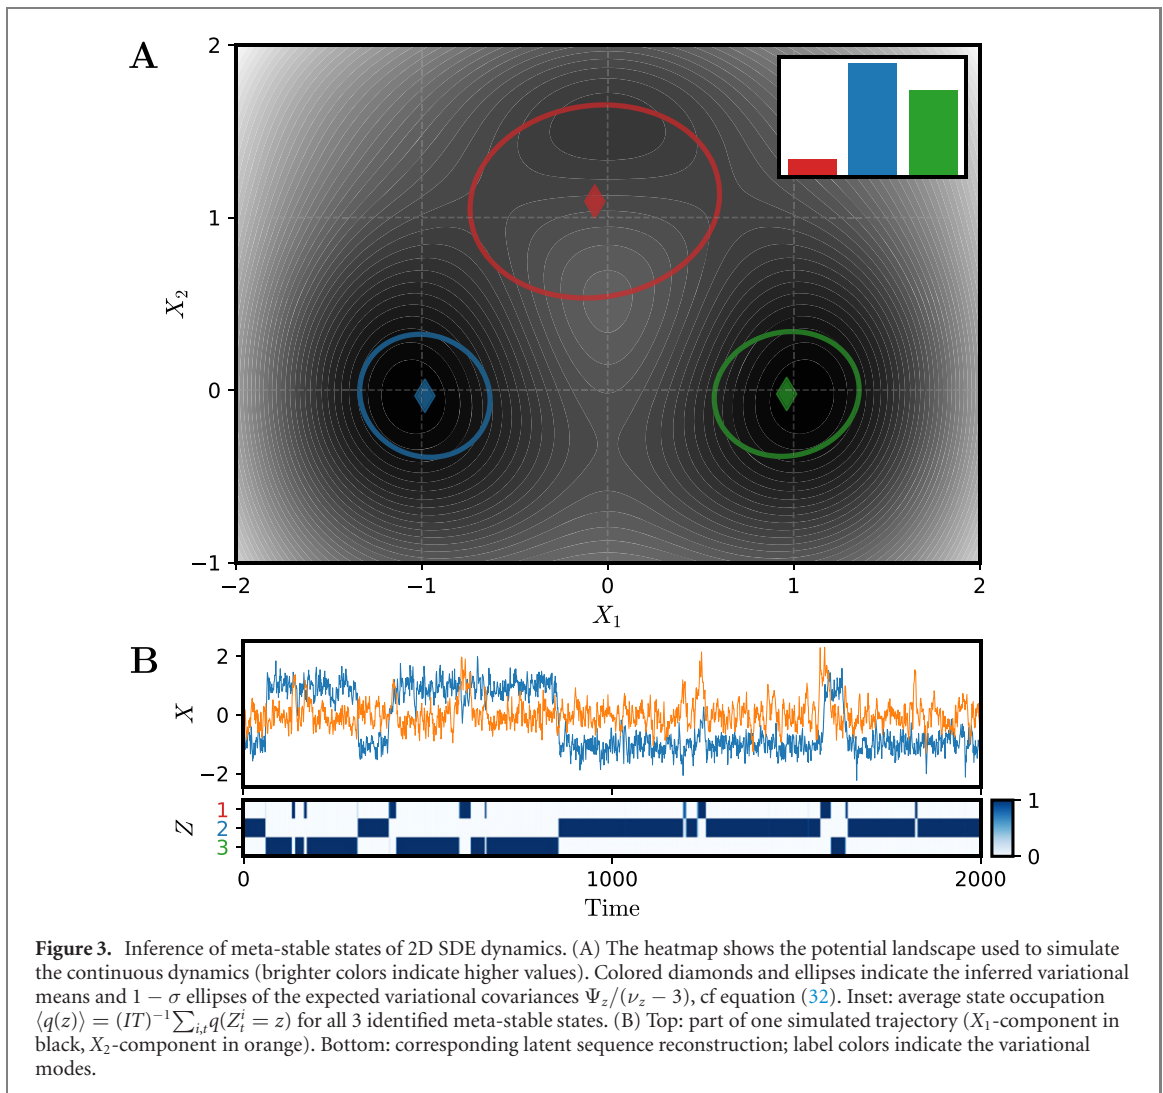 A
2
1
0
−1
X₂
−2
−1
0
1
2
X₁
B
2
0
−2
X
1
2
3
Z
1
0
0
1000
2000
Time
Figure 3. Inference of meta-stable states of 2D SDE dynamics. (A) The heatmap shows the potential landscape used to simulate
the continuous dynamics (brighter colors indicate higher values). Colored diamonds and ellipses indicate the inferred variational
means and 1 − σ ellipses of the expected variational covariances Ψ_z/(ν_z − 3), cf equation (32). Inset: average state occupation
⟨q(z)⟩ = (IT)⁻¹∑_{i,t} q(Z_t^i = z) for all 3 identified meta-stable states. (B) Top: part of one simulated trajectory (X₁-component in
black, X₂-component in orange). Bottom: corresponding latent sequence reconstruction; label colors indicate the variational
modes.